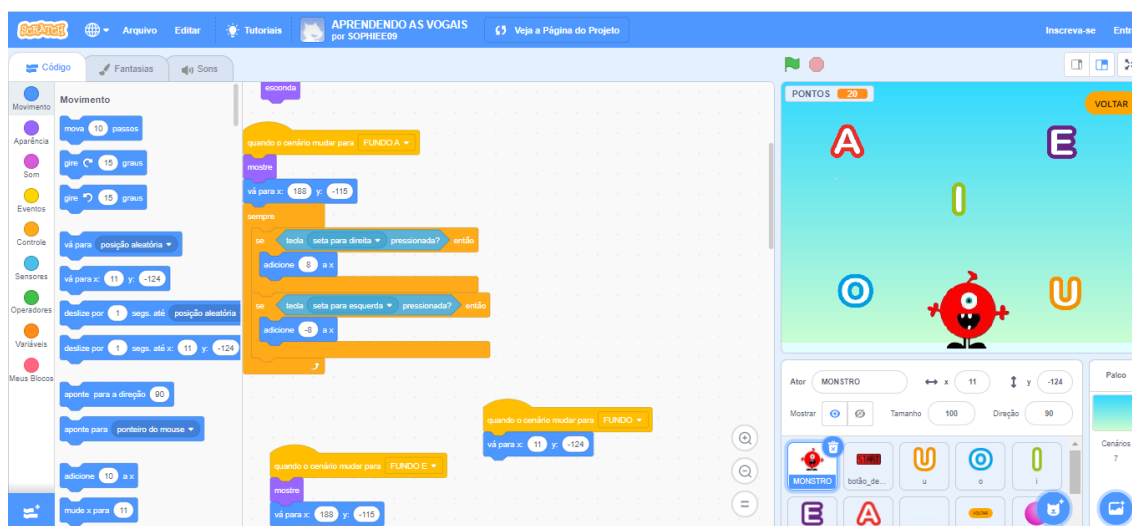 SCRATCH
Arquivo
Editar
Tutoriais
APRENDENDO AS VOGAIS
por SOPHIEE09
Veja a Página do Projeto
Inscreva-se
Entr
Código
Fantasias
Sons
Movimento
Aparência
Som
Eventos
Controle
Sensores
Operadores
Variáveis
Meus Blocos
Movimento
mova 10 passos
gire 15 graus
gire 15 graus
vá para posição aleatória
vá para x: 11 y: -124
deslize por 1 segs. até posição aleatória
deslize por 1 segs. até x: 11 y: -124
aponte para a direção 90
aponte para ponteiro do mouse
adicione 10 a x
mude x para 11
esconda
quando o cenário mudar para FUNDO A
mostre
vá para x: 188 y: -115
sempre
se tecla seta para direita pressionada? então
adicione 8 a x
se tecla seta para esquerda pressionada? então
adicione -8 a x
quando o cenário mudar para FUNDO
vá para x: 11 y: -124
quando o cenário mudar para FUNDO E
mostre
vá para x: 188 y: -115
PONTOS 20
VOLTAR
A
E
I
O
U
Ator MONSTRO x 11 y -124
Mostrar Tamanho 100 Direção 90
MONSTRO
START
botão_de...
U
u
O
o
I
i
E
A
VOLTAR
Palco
Cenários
7